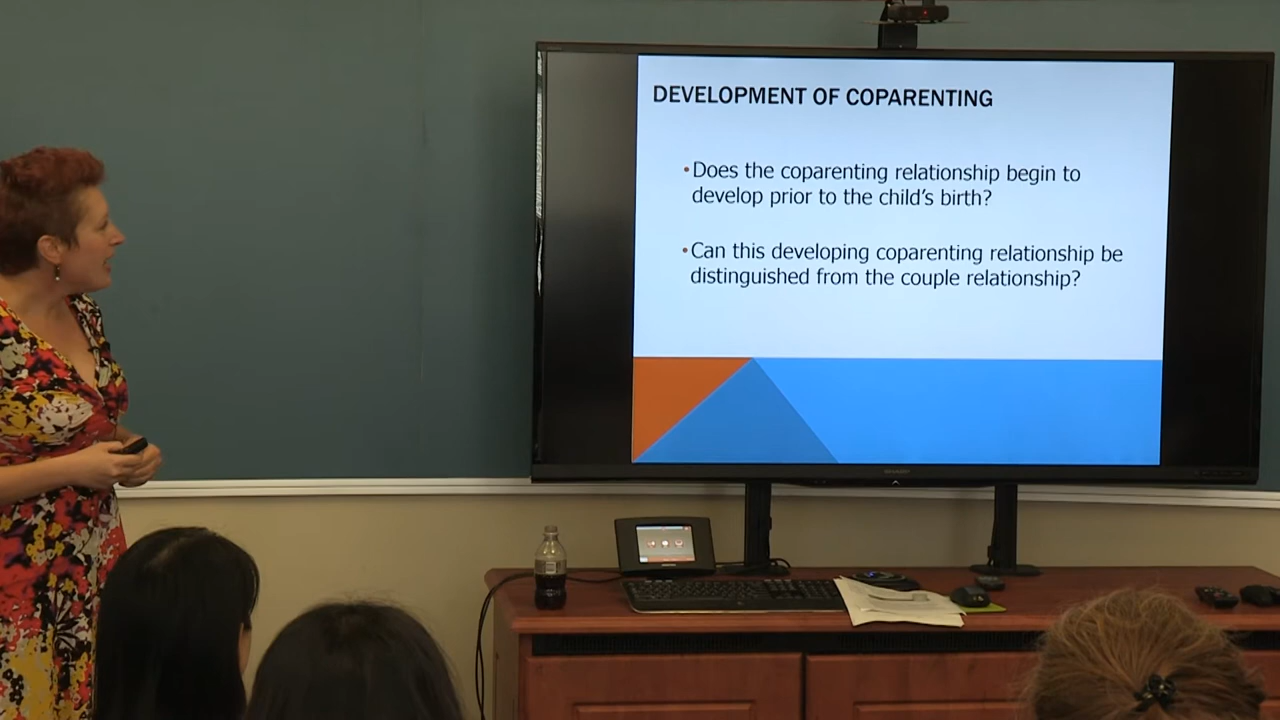 DEVELOPMENT OF COPARENTING
•Does the coparenting relationship begin to
develop prior to the child's birth?
•Can this developing coparenting relationship be
distinguished from the couple relationship?
SHARP